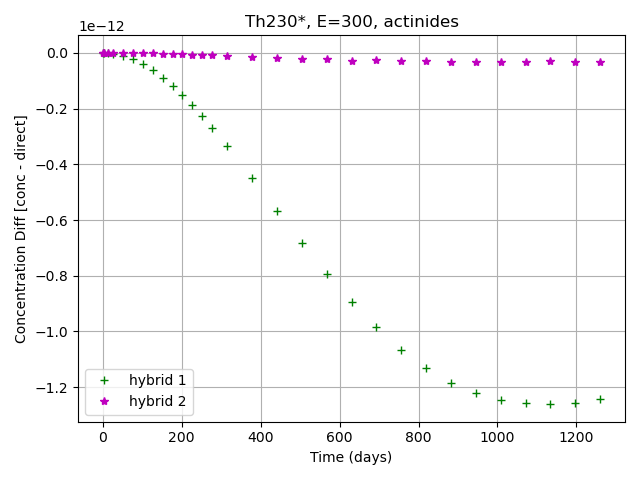 Th230*, E=300, actinides
1e−12
0.0
−0.2
−0.4
−0.6
−0.8
−1.0
−1.2
Concentration Diff [conc - direct]
hybrid 1
hybrid 2
0 200 400 600 800 1000 1200
Time (days)